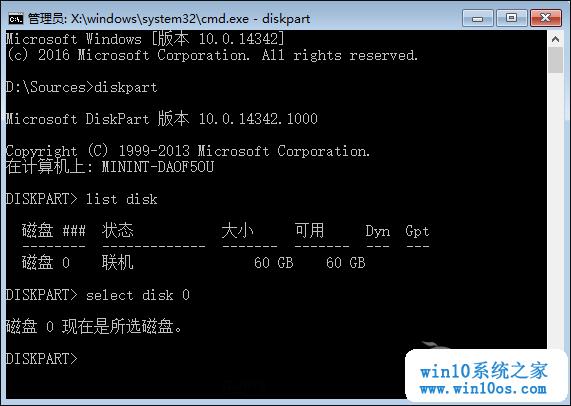 管理员: X:\windows\system32\cmd.exe - diskpart
Microsoft Windows [版本 10.0.14342]
(c) 2016 Microsoft Corporation. All rights reserved.
D:\Sources>diskpart
Microsoft DiskPart 版本 10.0.14342.1000
Copyright (C) 1999-2013 Microsoft Corporation.
在计算机上: MININT-DAOF5OU
DISKPART> list disk
磁盘 ### 状态 大小 可用 Dyn Gpt
-------- ------------- ------- ------- --- ---
磁盘 0 联机 60 GB 60 GB
DISKPART> select disk 0
磁盘 0 现在是所选磁盘。
DISKPART>
win10系统之家
www.win10os.com